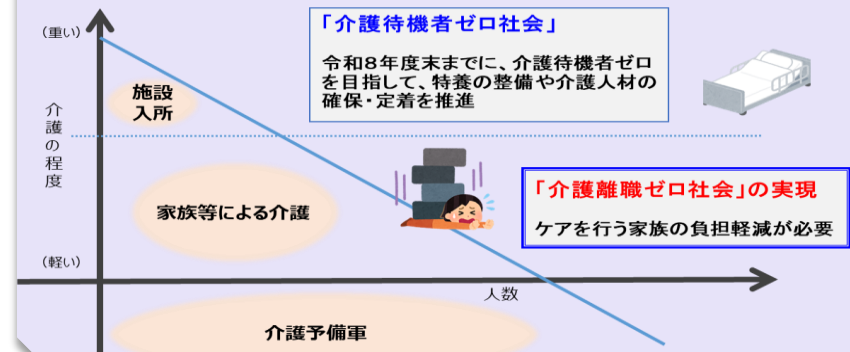 （重い）
「介護待機者ゼロ社会」
令和８年度末までに、介護待機者ゼロ
を目指して、特養の整備や介護人材の
確保・定着を推進
施設
入所
介護の程度
「介護離職ゼロ社会」の実現
ケアを行う家族の負担軽減が必要
家族等による介護
（軽い）
人数
介護予備軍